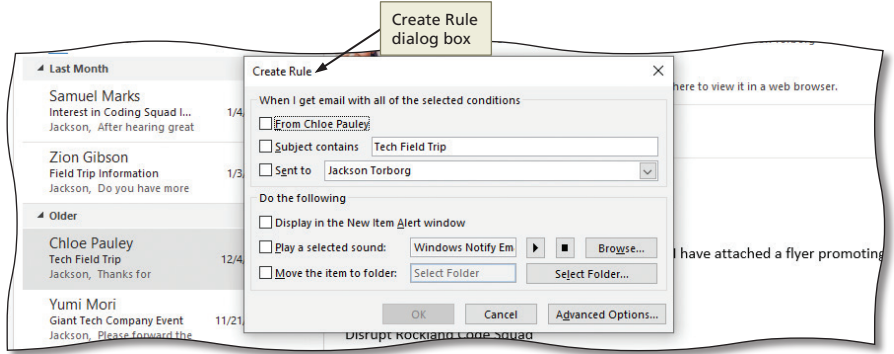 Create Rule
dialog box
Last Month
Samuel Marks
Interest in Coding Squad I... 1/4,
Jackson, After hearing great
Zion Gibson
Field Trip Information 1/3,
Jackson, Do you have more
Older
Chloe Pauley
Tech Field Trip 12/4,
Jackson, Thanks for
Yumi Mori
Giant Tech Company Event 11/21,
Jackson, Please forward the
Create Rule
When I get email with all of the selected conditions
From Chloe Pauley
Subject contains Tech Field Trip
Sent to Jackson Torborg
Do the following
Display in the New Item Alert window
Play a selected sound: Windows Notify Em Browse...
Move the item to folder: Select Folder Select Folder...
OK Cancel Advanced Options...
here to view it in a web browser.
I have attached a flyer promoting
Disrupt Rockland Code Squad